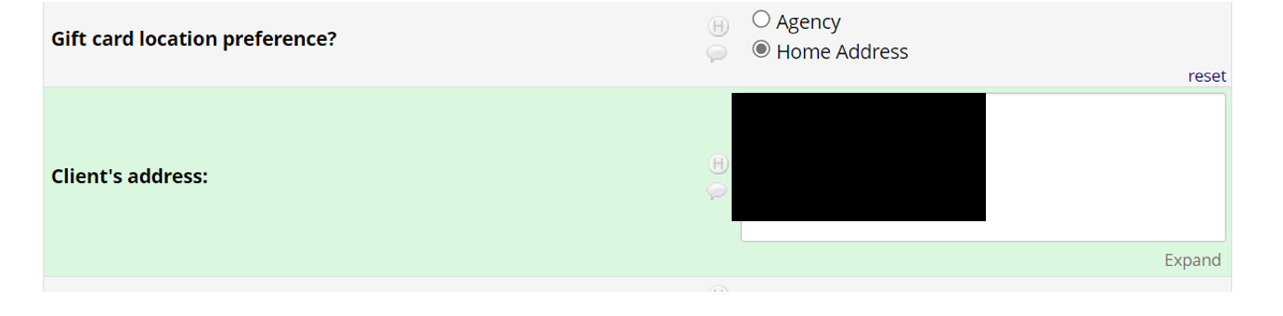 Gift card location preference?
H
Agency
Home Address
reset
Client's address:
H
Expand